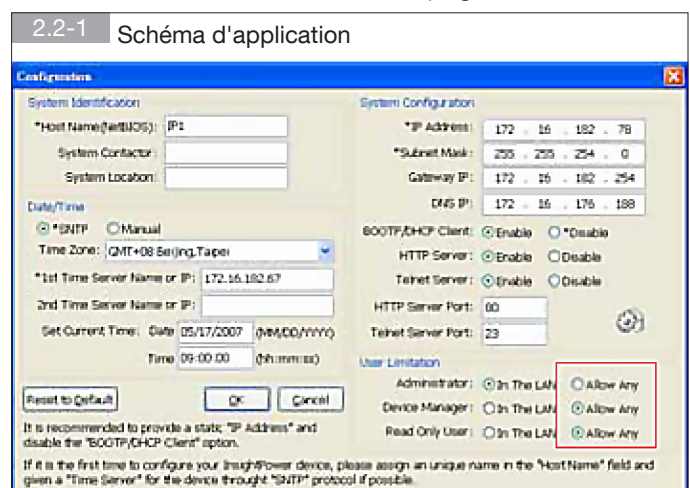 2.2-1 Schéma d'application
Configuration
System Identification
*Host Name(NetBIOS): IP1
System Contactor:
System Location:
Date/Time
*SNTP Manual
Time Zone: GMT+08 Beijing,Taipei
*1st Time Server Name or IP: 172.16.182.67
2nd Time Server Name or IP:
Set Current Time: Date 05/17/2007 (MM/DD/YYYY)
Time 09:00:00 (hh:mm:ss)
Reset to Default OK Cancel
It is recommended to provide a static "IP Address" and
disable the "BOOTP/DHCP Client" option.
System Configuration
*IP Address: 172 . 16 . 182 . 78
*Subnet Mask: 255 . 255 . 254 . 0
Gateway IP: 172 . 16 . 182 . 254
DNS IP: 172 . 16 . 176 . 188
BOOTP/DHCP Client: Enable *Disable
HTTP Server: Enable Disable
Telnet Server: Enable Disable
HTTP Server Port: 80
Telnet Server Port: 23
User Limitation
Administrator: In The LAN Allow Any
Device Manager: In The LAN Allow Any
Read Only User: In The LAN Allow Any
If it is the first time to configure your InsightPower device, please assign an unique name in the "Host Name" field and
given a "Time Server" for the device throught "SNTP" protocol if possible.